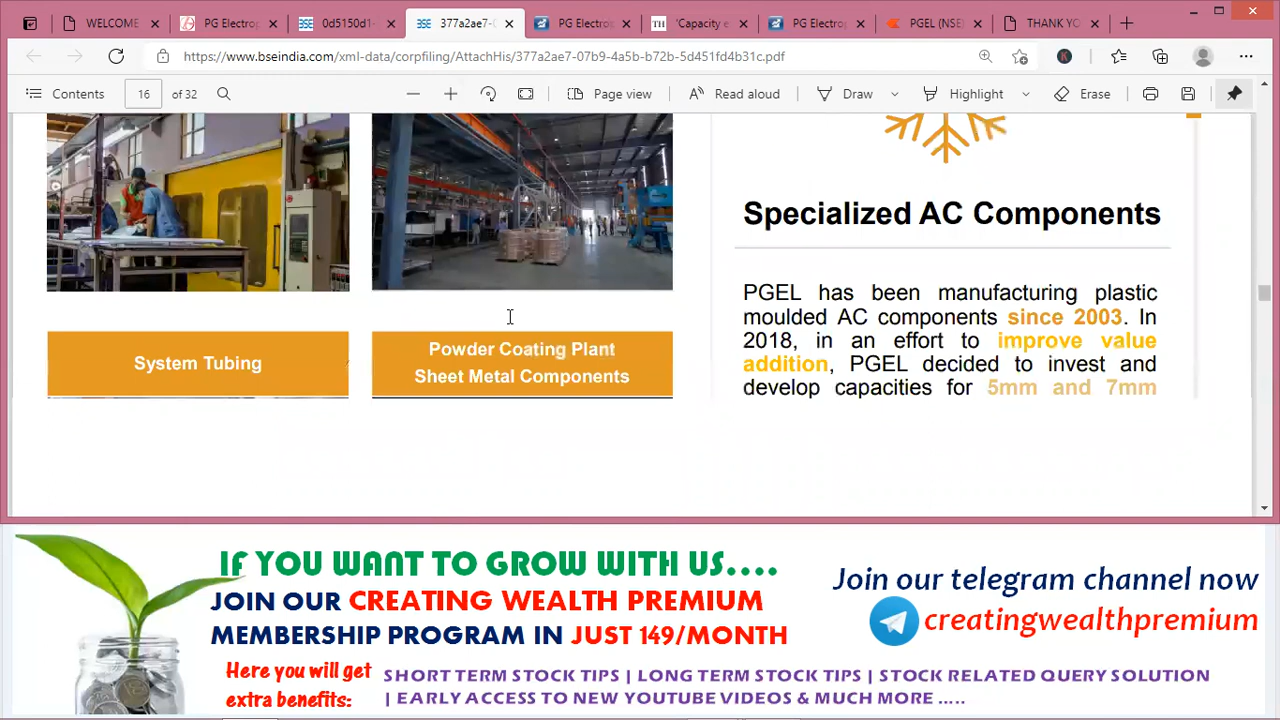 WELCOME
PG Electrop
0d5150d1-
377a2ae7-0
PG Electrop
'Capacity e
PG Electrop
PGEL (NSE
THANK YO
https://www.bseindia.com/xml-data/corpfiling/AttachHis/377a2ae7-07b9-4a5b-b72b-5d451fd4b31c.pdf
Contents
16
of 32
Page view
Read aloud
Draw
Highlight
Erase
System Tubing
Powder Coating Plant
Sheet Metal Components
Specialized AC Components
PGEL has been manufacturing plastic
moulded AC components since 2003. In
2018, in an effort to improve value
addition, PGEL decided to invest and
develop capacities for 5mm and 7mm
IF YOU WANT TO GROW WITH US....
JOIN OUR CREATING WEALTH PREMIUM
MEMBERSHIP PROGRAM IN JUST 149/MONTH
Here you will get
extra benefits:
SHORT TERM STOCK TIPS | LONG TERM STOCK TIPS | STOCK RELATED QUERY SOLUTION
| EARLY ACCESS TO NEW YOUTUBE VIDEOS & MUCH MORE .....
Join our telegram channel now
creatingwealthpremium